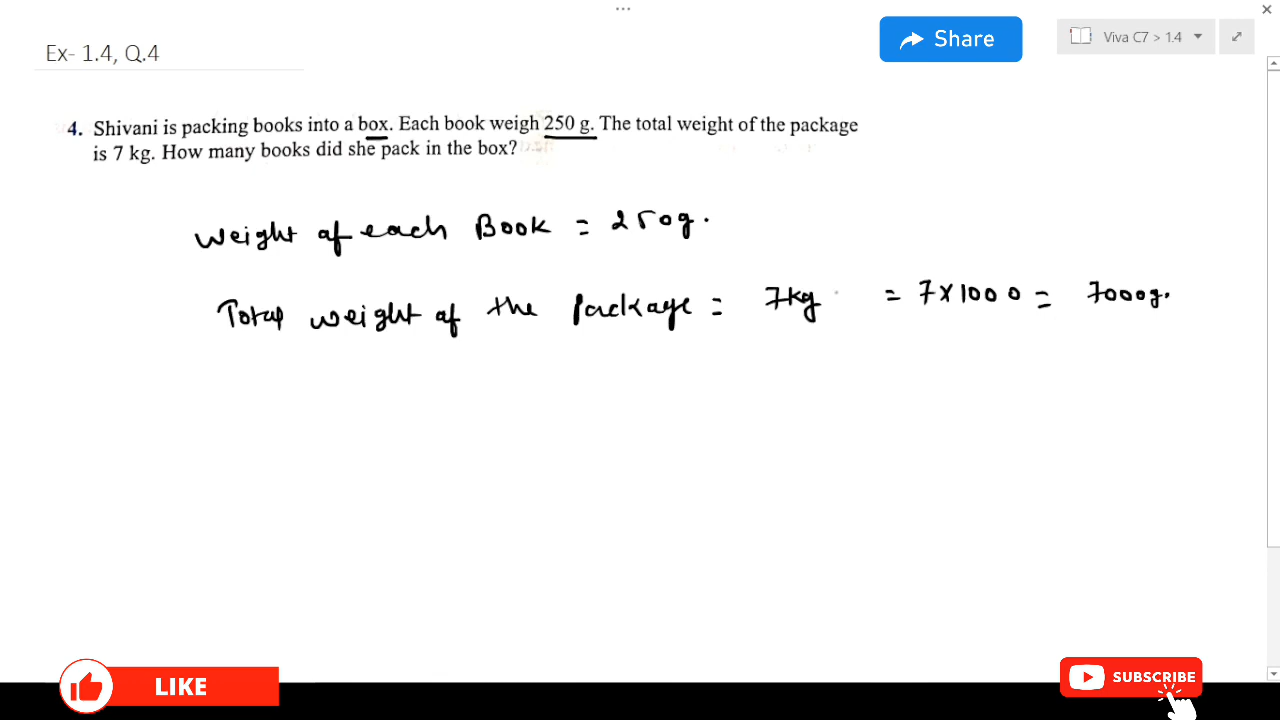 Share
Viva C7 > 1.4
Ex- 1.4, Q.4
4. Shivani is packing books into a box. Each book weigh 250 g. The total weight of the package
is 7 kg. How many books did she pack in the box?
Weight of each Book = 250g.
Total weight of the Package = 7kg = 7×1000 = 7000g.
LIKE
SUBSCRIBE